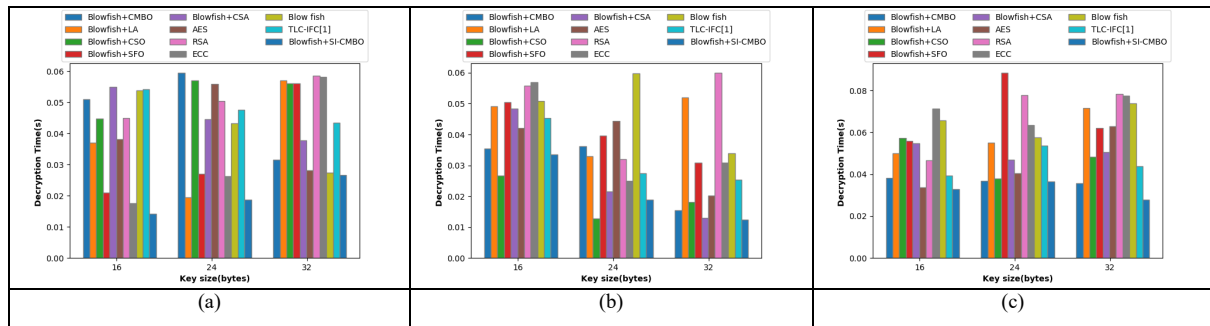 Blowfish+CMBO Blowfish+CSA Blow fish
Blowfish+LA AES TLC-IFC[1]
Blowfish+CSO RSA Blowfish+SI-CMBO
Blowfish+SFO ECC
0.06
0.05
0.04
0.03
0.02
0.01
0.00
Decryption Time(s)
16 24 32
Key size(bytes)
(a)
Blowfish+CMBO Blowfish+CSA Blow fish
Blowfish+LA AES TLC-IFC[1]
Blowfish+CSO RSA Blowfish+SI-CMBO
Blowfish+SFO ECC
0.06
0.05
0.04
0.03
0.02
0.01
0.00
Decryption Time(s)
16 24 32
Key size(bytes)
(b)
Blowfish+CMBO Blowfish+CSA Blow fish
Blowfish+LA AES TLC-IFC[1]
Blowfish+CSO RSA Blowfish+SI-CMBO
Blowfish+SFO ECC
0.08
0.06
0.04
0.02
0.00
Decryption Time(s)
16 24 32
Key size(bytes)
(c)